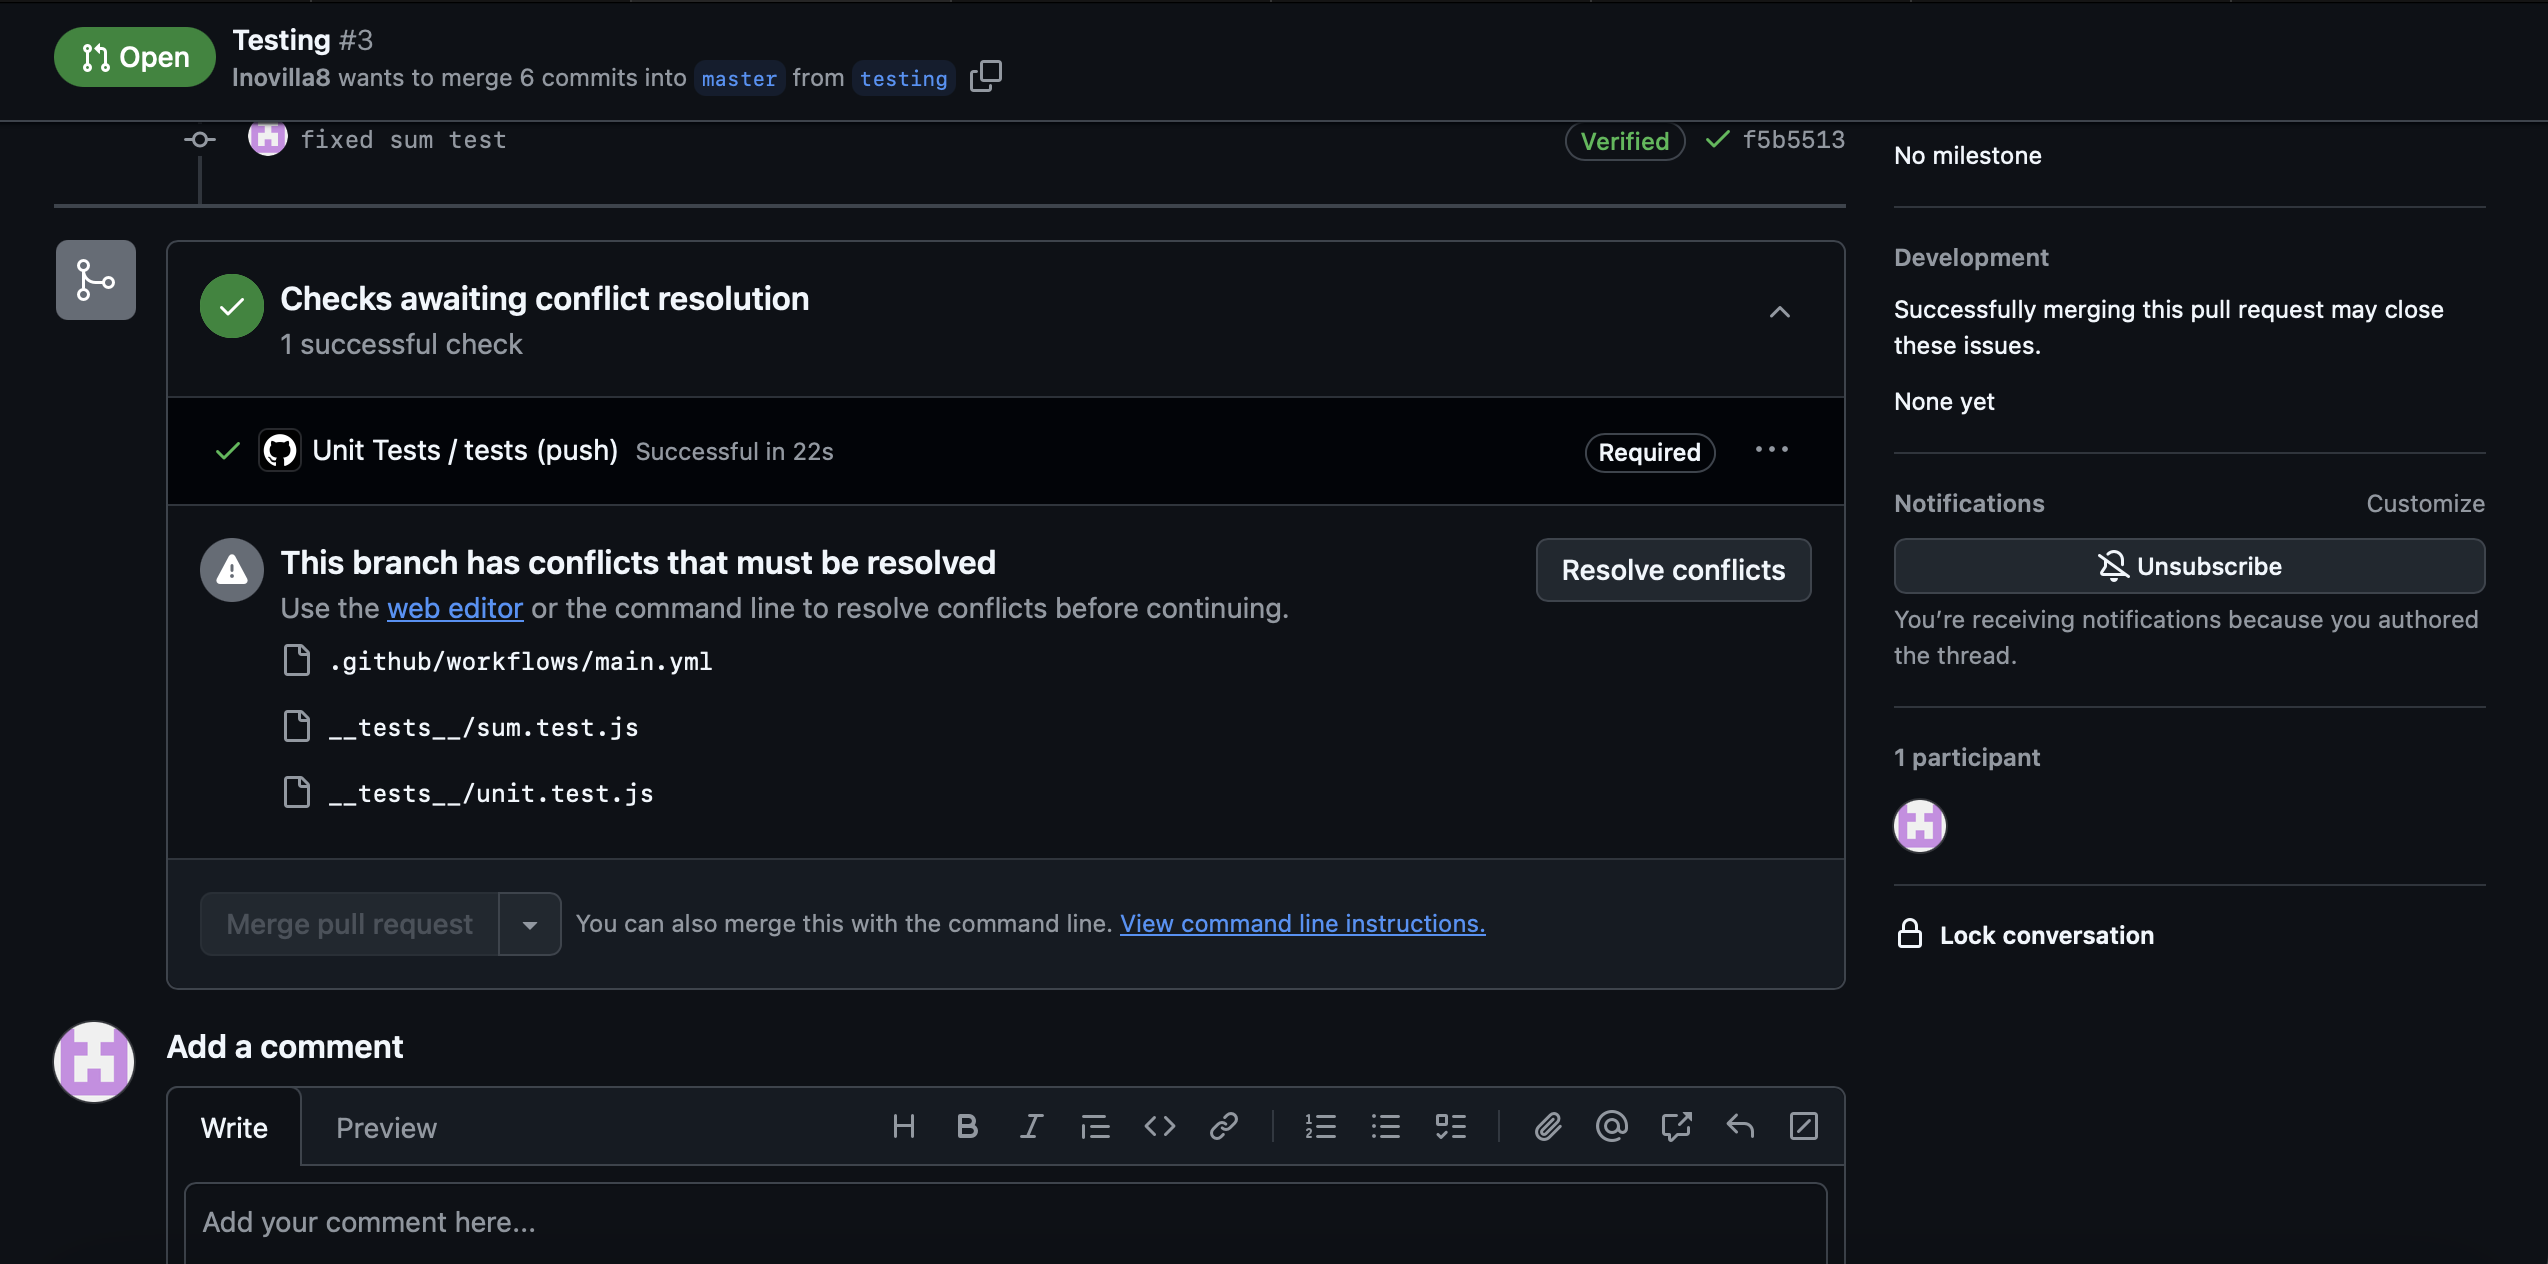 Open
Testing #3
lnovilla8 wants to merge 6 commits into master from testing
fixed sum test
Verified
f5b5513
No milestone
Checks awaiting conflict resolution
1 successful check
Unit Tests / tests (push) Successful in 22s
Required
This branch has conflicts that must be resolved
Use the web editor or the command line to resolve conflicts before continuing.
Resolve conflicts
.github/workflows/main.yml
__tests__/sum.test.js
__tests__/unit.test.js
Merge pull request
You can also merge this with the command line. View command line instructions.
Development
Successfully merging this pull request may close
these issues.
None yet
Notifications
Customize
Unsubscribe
You’re receiving notifications because you authored
the thread.
1 participant
Lock conversation
Add a comment
Write
Preview
Add your comment here...